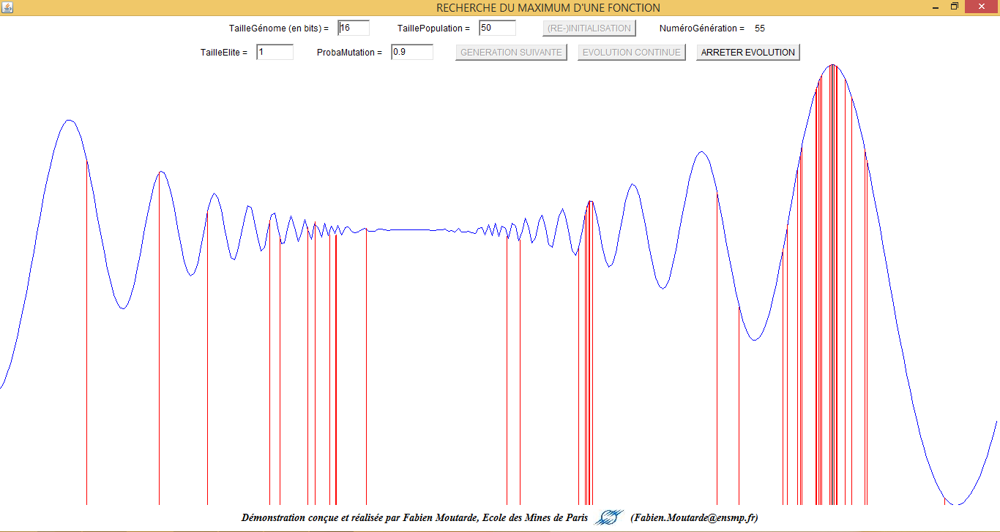 RECHERCHE DU MAXIMUM D'UNE FONCTION
TailleGénome (en bits) = 16 TaillePopulation = 50 (RE-)INITIALISATION NuméroGénération = 55
TailleElite = 1 ProbaMutation = 0.9 GENERATION SUIVANTE EVOLUTION CONTINUE ARRETER EVOLUTION
Démonstration conçue et réalisée par Fabien Moutarde, Ecole des Mines de Paris (Fabien.Moutarde@ensmp.fr)